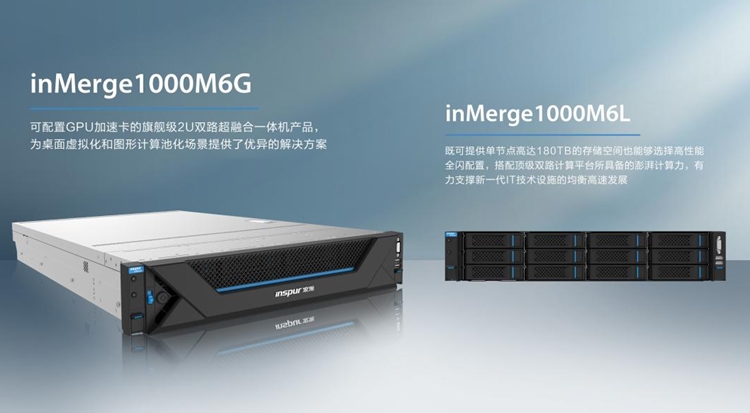 inMerge1000M6G
可配置GPU加速卡的旗舰级2U双路超融合一体机产品，
为桌面虚拟化和图形计算池化场景提供了优异的解决方案
inMerge1000M6L
既可提供单节点高达180TB的存储空间也能够选择高性能
全闪配置，搭配顶级双路计算平台所具备的澎湃计算力，有
力支撑新一代IT技术设施的均衡高速发展
inspur 浪潮